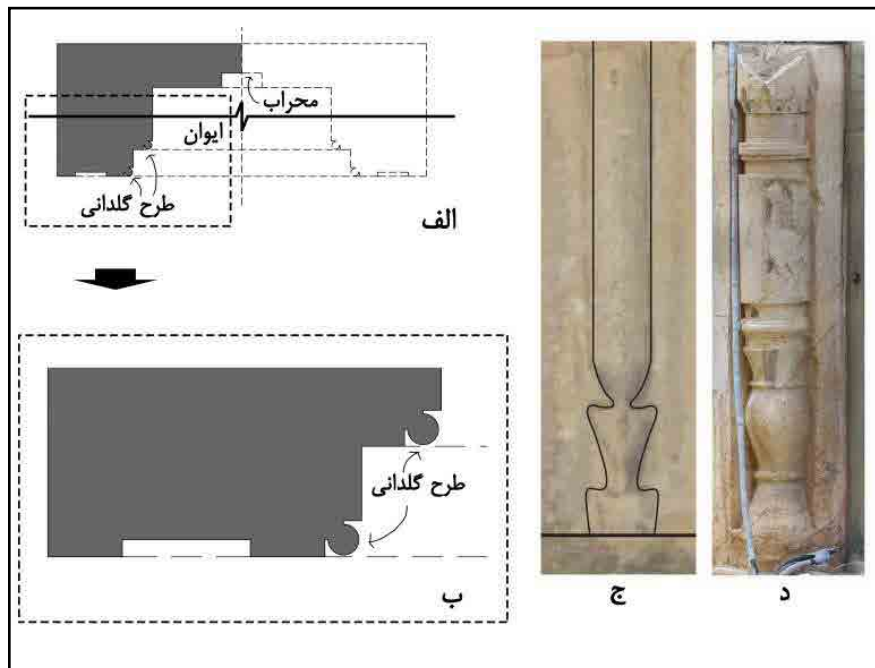 محراب
ایوان
طرح گلدانی
الف
طرح گلدانی
ب
ج
د